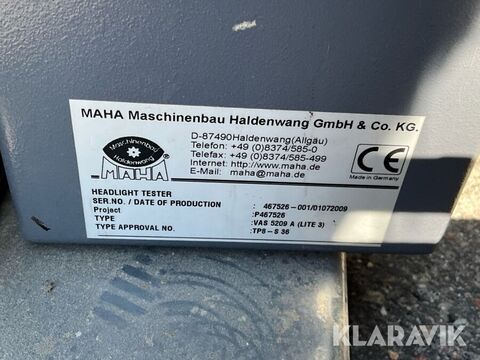 MAHA Maschinenbau Haldenwang GmbH & Co. KG.
D-87490Haldenwang(Allgäu)
Telefon: +49 (0)8374/585-0
Telefax: +49 (0)8374/585-499
Internet: http://www.maha.de
E-Mail: maha@maha.de
Maschinenbau
Haldenwang
MAHA
CE
Made in Germany
HEADLIGHT TESTER
SER.NO. / DATE OF PRODUCTION : 467526-001/01072009
Project :P467526
TYPE : VAS 5209 A (LITE 3)
TYPE APPROVAL NO. :TP8-S 36
KLARAVIK